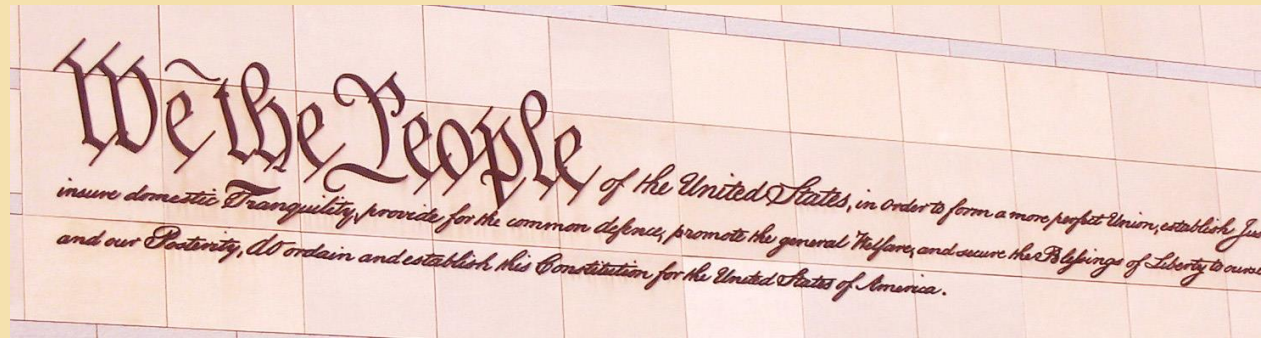 We the People of the United States, in Order to form a more perfect Union, establish Jus
insure domestic Tranquility, provide for the common defence, promote the general Welfare, and secure the Blessings of Liberty to ourse
and our Posterity, do ordain and establish this Constitution for the United States of America.